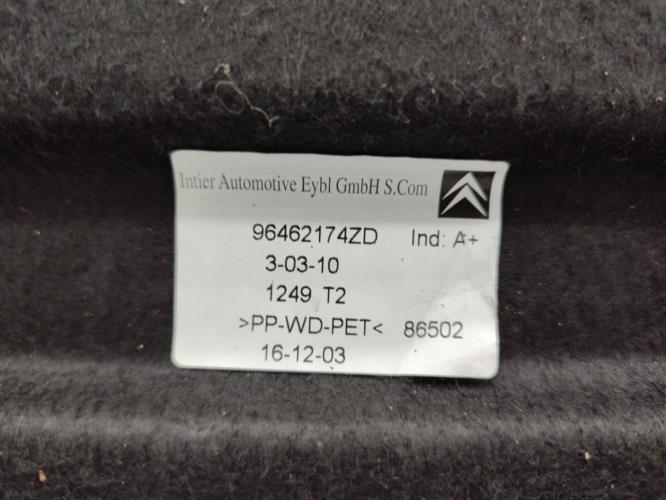 Intier Automotive Eybl GmbH S.Com
96462174ZD Ind: A+
3-03-10
1249 T2
>PP-WD-PET< 86502
16-12-03